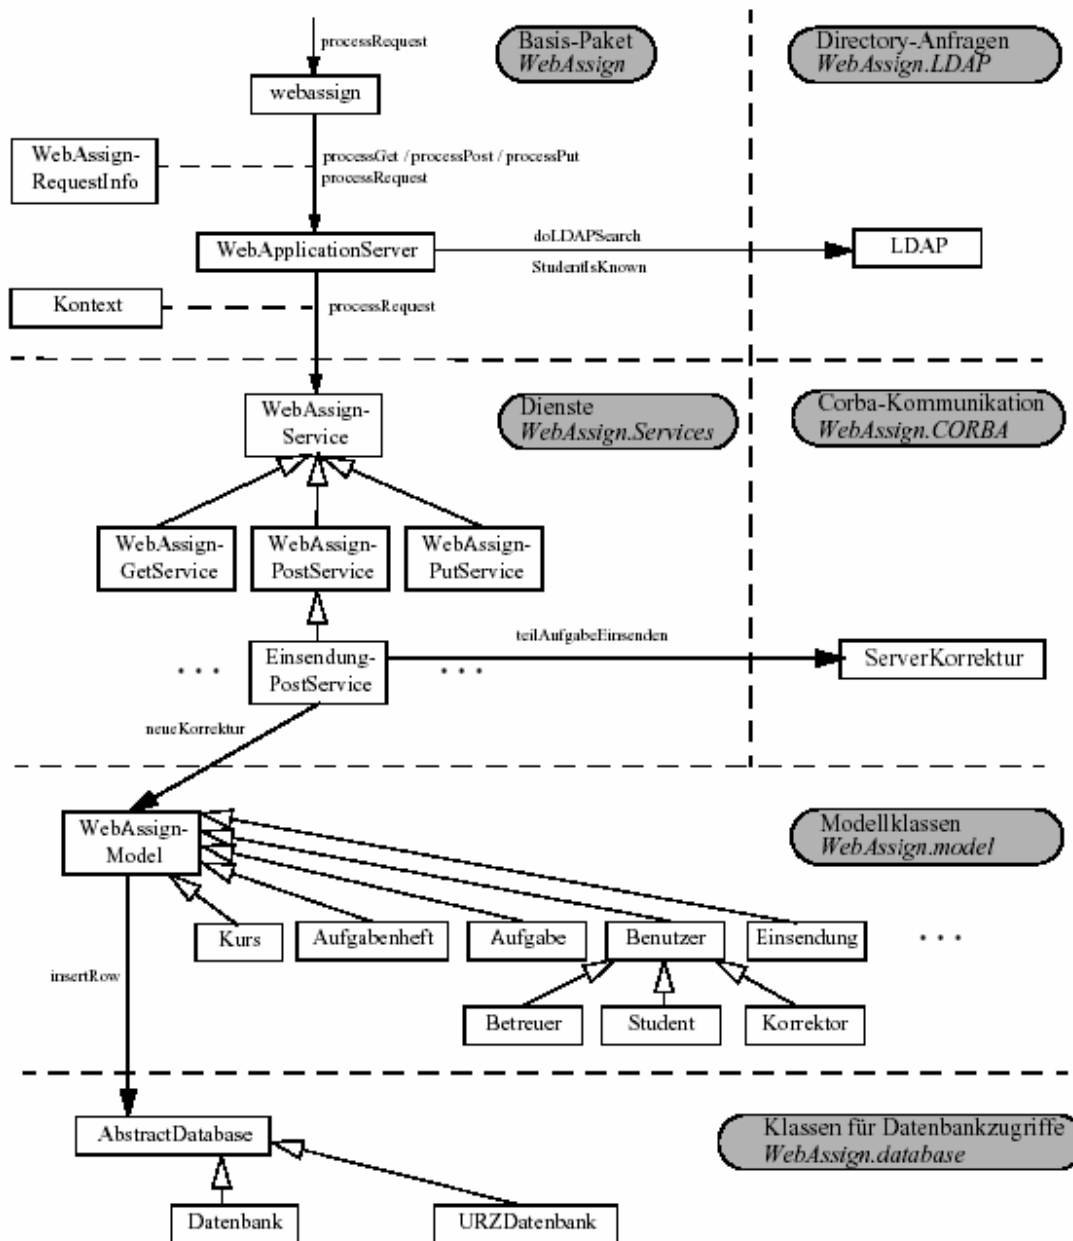 processRequest
Basis-Paket
WebAssign
Directory-Anfragen
WebAssign.LDAP
webassign
WebAssign-
RequestInfo
processGet / processPost / processPut
processRequest
WebApplicationServer
doLDAPSearch
StudentIsKnown
LDAP
Kontext
processRequest
WebAssign-
Service
Dienste
WebAssign.Services
Corba-Kommunikation
WebAssign.CORBA
WebAssign-
GetService
WebAssign-
PostService
WebAssign-
PutService
. . .
Einsendung-
PostService
teilAufgabeEinsenden
. . .
ServerKorrektur
neueKorrektur
WebAssign-
Model
Modellklassen
WebAssign.model
Kurs
Aufgabenheft
Aufgabe
Benutzer
Einsendung
. . .
insertRow
Betreuer
Student
Korrektor
AbstractDatabase
Klassen für Datenbankzugriffe
WebAssign.database
Datenbank
URZDatenbank